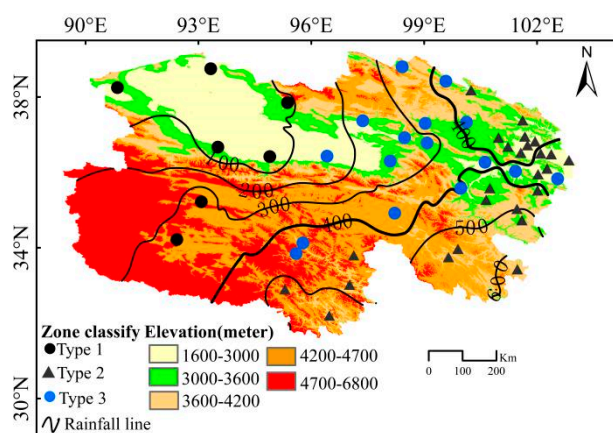 90°E 93°E 96°E 99°E 102°E
N
38°N
34°N
30°N
400
100
200
300
400
500
600
Zone classify Elevation(meter)
Type 1 1600-3000 4200-4700
Type 2 3000-3600 4700-6800
Type 3 3600-4200
Rainfall line
Km
0 100 200